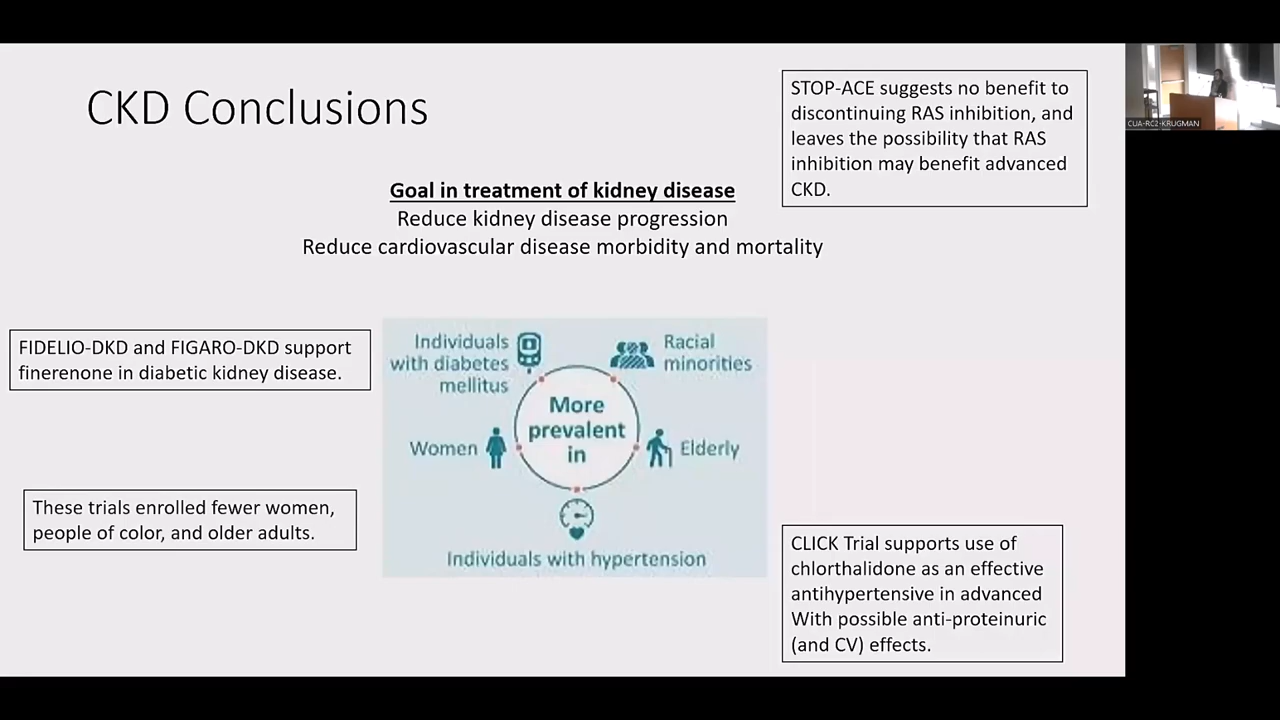 CKD Conclusions
STOP-ACE suggests no benefit to
discontinuing RAS inhibition, and
leaves the possibility that RAS
inhibition may benefit advanced
CKD.
CUA-RC2-KRUGMAN
Goal in treatment of kidney disease
Reduce kidney disease progression
Reduce cardiovascular disease morbidity and mortality
FIDELIO-DKD and FIGARO-DKD support
finerenone in diabetic kidney disease.
Individuals
with diabetes
mellitus
Racial
minorities
More
prevalent
in
Women
Elderly
Individuals with hypertension
These trials enrolled fewer women,
people of color, and older adults.
CLICK Trial supports use of
chlorthalidone as an effective
antihypertensive in advanced
With possible anti-proteinuric
(and CV) effects.